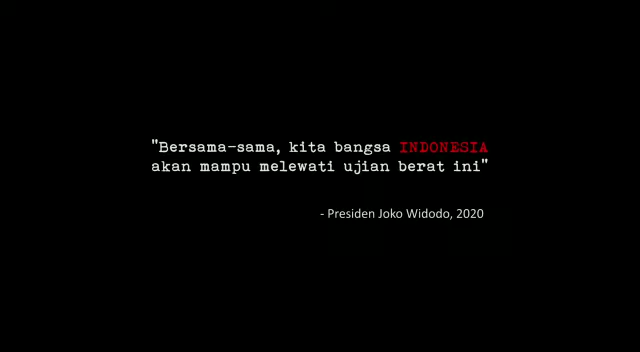 "Bersama-sama, kita bangsa INDONESIA
akan mampu melewati ujian berat ini"
- Presiden Joko Widodo, 2020